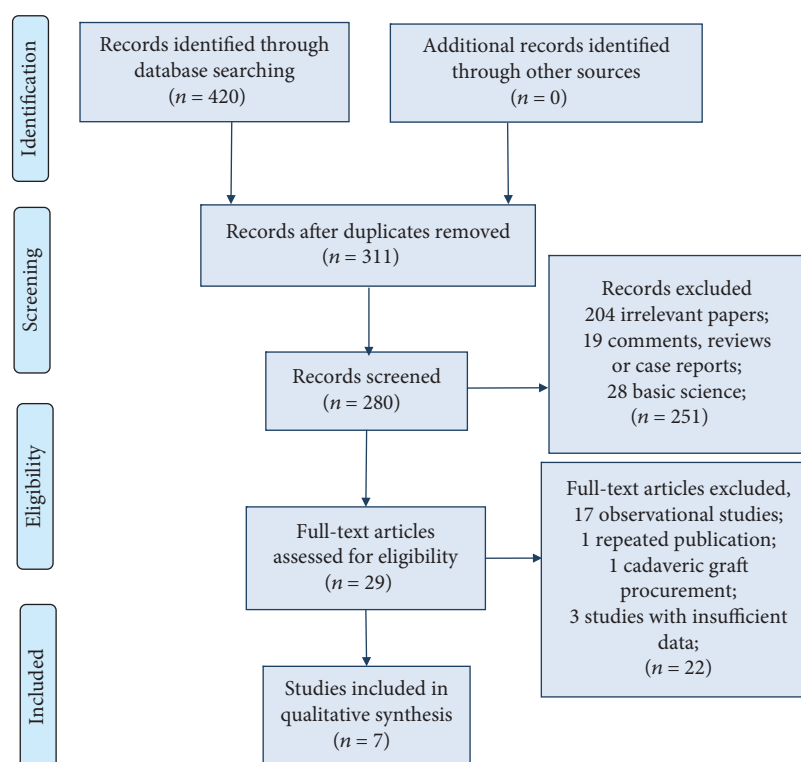 Identification
Records identified through
database searching
(n = 420)
Additional records identified
through other sources
(n = 0)
Screening
Records after duplicates removed
(n = 311)
Records screened
(n = 280)
Records excluded
204 irrelevant papers;
19 comments, reviews
or case reports;
28 basic science;
(n = 251)
Eligibility
Full-text articles
assessed for eligibility
(n = 29)
Full-text articles excluded,
17 observational studies;
1 repeated publication;
1 cadaveric graft
procurement;
3 studies with insufficient
data;
(n = 22)
Included
Studies included in
qualitative synthesis
(n = 7)